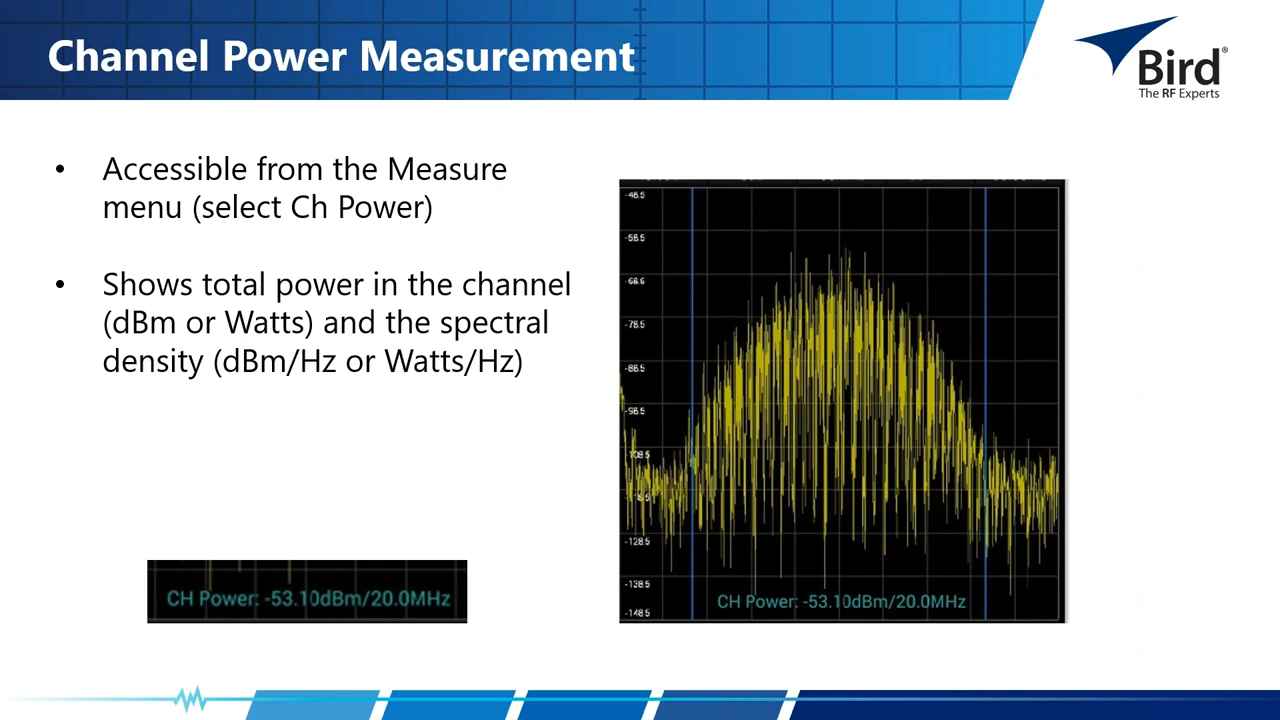 Channel Power Measurement
Bird®
The RF Experts
• Accessible from the Measure
menu (select Ch Power)
• Shows total power in the channel
(dBm or Watts) and the spectral
density (dBm/Hz or Watts/Hz)
-48.5
-58.5
-68.5
-78.5
-88.5
-98.5
-108.5
-128.5
-138.5
-148.5
CH Power: -53.10dBm/20.0MHz
CH Power: -53.10dBm/20.0MHz